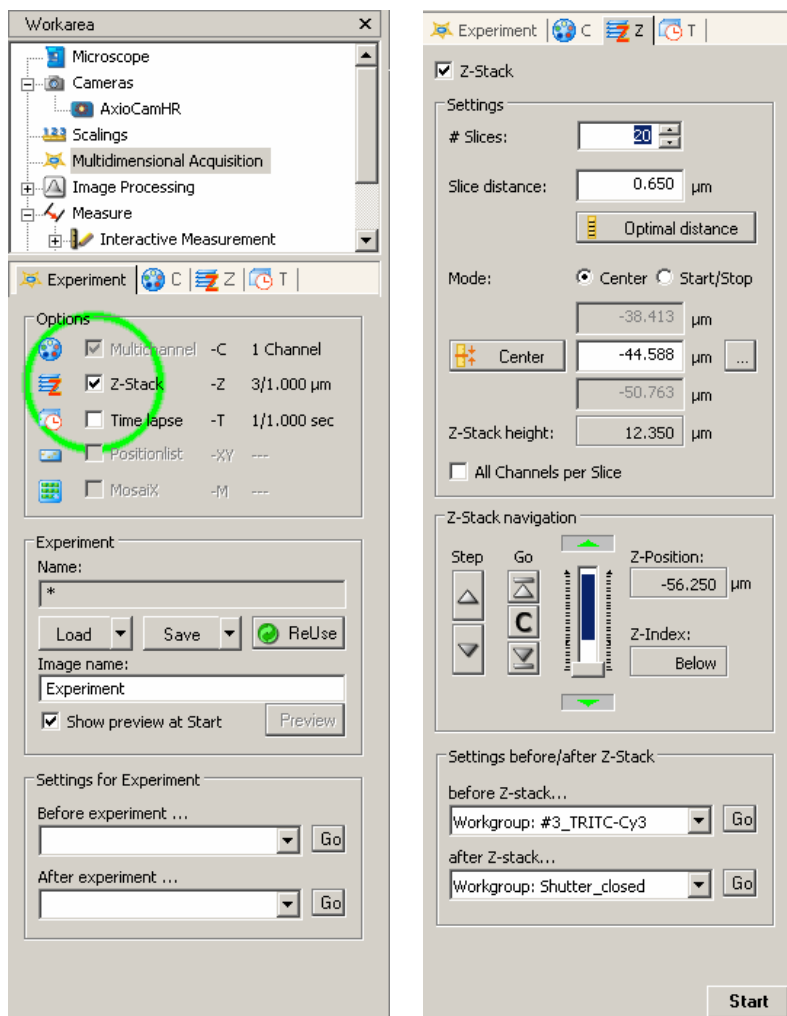 Workarea
Microscope
Cameras
AxioCamHR
123 Scalings
Multidimensional Acquisition
Image Processing
Measure
Interactive Measurement
Experiment C Z T
Options
Multichannel -C 1 Channel
Z-Stack -Z 3/1.000 µm
Time lapse -T 1/1.000 sec
Positionlist -XY ---
MosaiX -M ---
Experiment
Name:
*
Load Save ReUse
Image name:
Experiment
Show preview at Start Preview
Settings for Experiment
Before experiment ...
Go
After experiment ...
Go
Experiment C Z T
Z-Stack
Settings
# Slices: 20
Slice distance: 0.650 µm
Optimal distance
Mode: Center Start/Stop
-38.413 µm
Center -44.588 µm ...
-50.763 µm
Z-Stack height: 12.350 µm
All Channels per Slice
Z-Stack navigation
Step Go Z-Position:
-56.250 µm
C
Z-Index:
Below
Settings before/after Z-Stack
before Z-stack...
Workgroup: #3_TRITC-Cy3 Go
after Z-stack...
Workgroup: Shutter_closed Go
Start